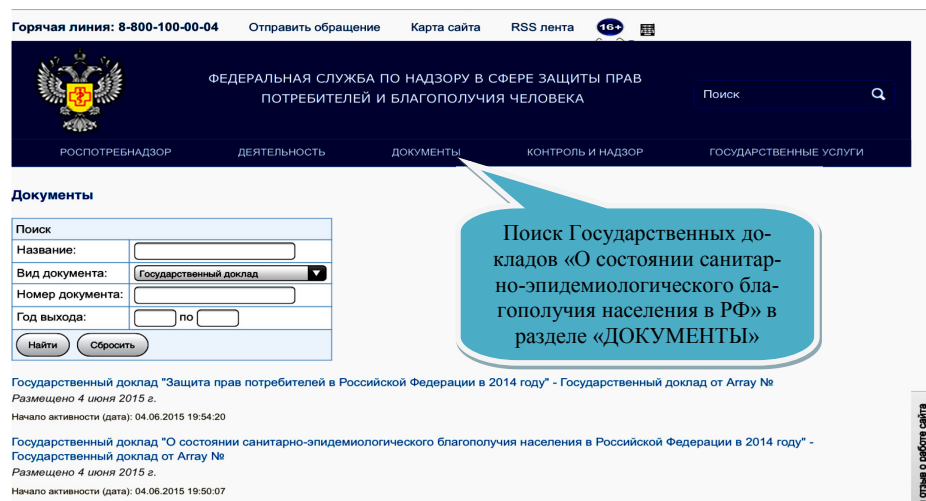 Горячая линия: 8-800-100-00-04 Отправить обращение Карта сайта RSS лента 16+
ФЕДЕРАЛЬНАЯ СЛУЖБА ПО НАДЗОРУ В СФЕРЕ ЗАЩИТЫ ПРАВ
ПОТРЕБИТЕЛЕЙ И БЛАГОПОЛУЧИЯ ЧЕЛОВЕКА
Поиск
РОСПОТРЕБНАДЗОР ДЕЯТЕЛЬНОСТЬ ДОКУМЕНТЫ КОНТРОЛЬ И НАДЗОР ГОСУДАРСТВЕННЫЕ УСЛУГИ
Документы
Поиск
Название:
Вид документа: Государственный доклад
Номер документа:
Год выхода: по
Найти Сбросить
Поиск Государственных до-
кладов «О состоянии санитар-
но-эпидемиологического бла-
гополучия населения в РФ» в
разделе «ДОКУМЕНТЫ»
Государственный доклад "Защита прав потребителей в Российской Федерации в 2014 году" - Государственный доклад от Array №
Размещено 4 июня 2015 г.
Начало активности (дата): 04.06.2015 19:54:20
Государственный доклад "О состоянии санитарно-эпидемиологического благополучия населения в Российской Федерации в 2014 году" -
Государственный доклад от Array №
Размещено 4 июня 2015 г.
Начало активности (дата): 04.06.2015 19:50:07
отзыв о работе сайта